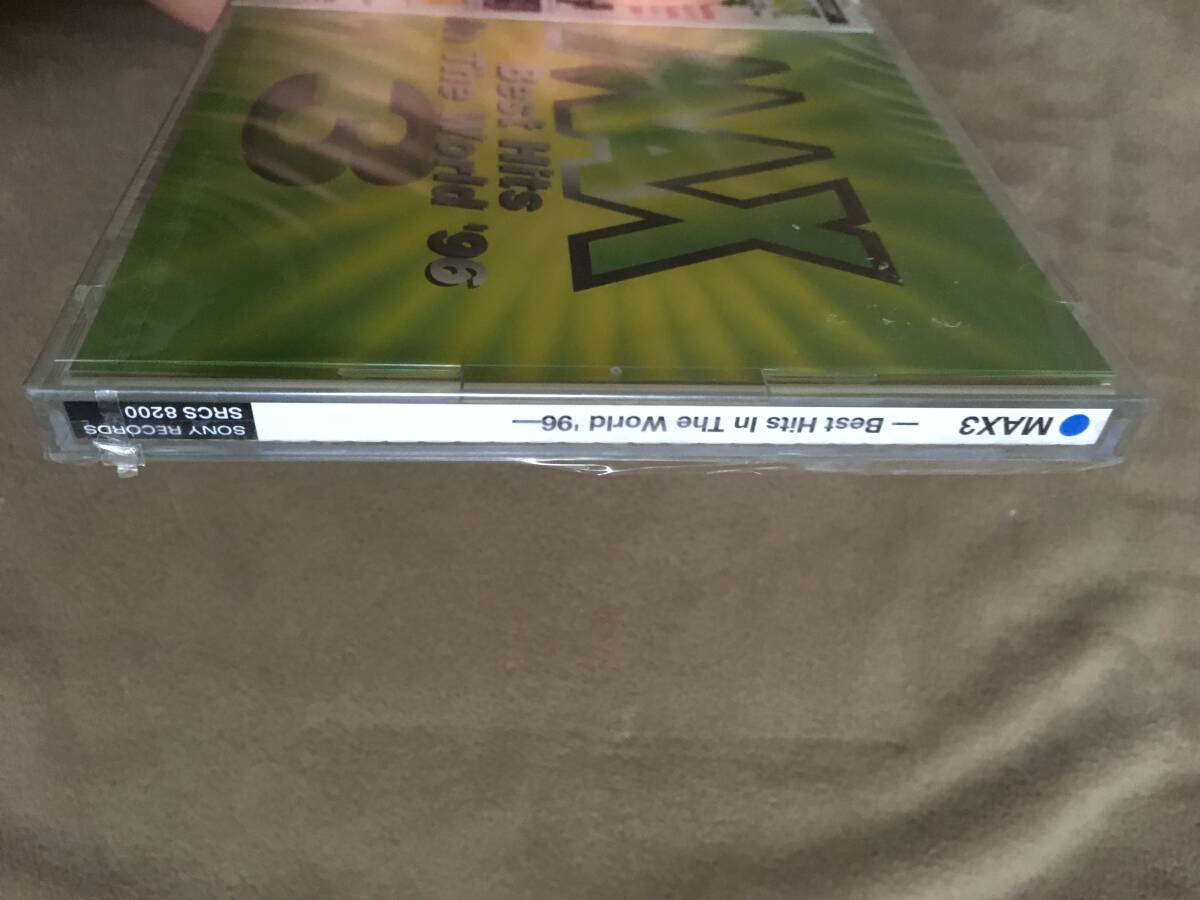 MAX
3
Best Hits
In The World '96
MAX3 — Best Hits In The World '96—
SONY RECORDS
SRCS 8200